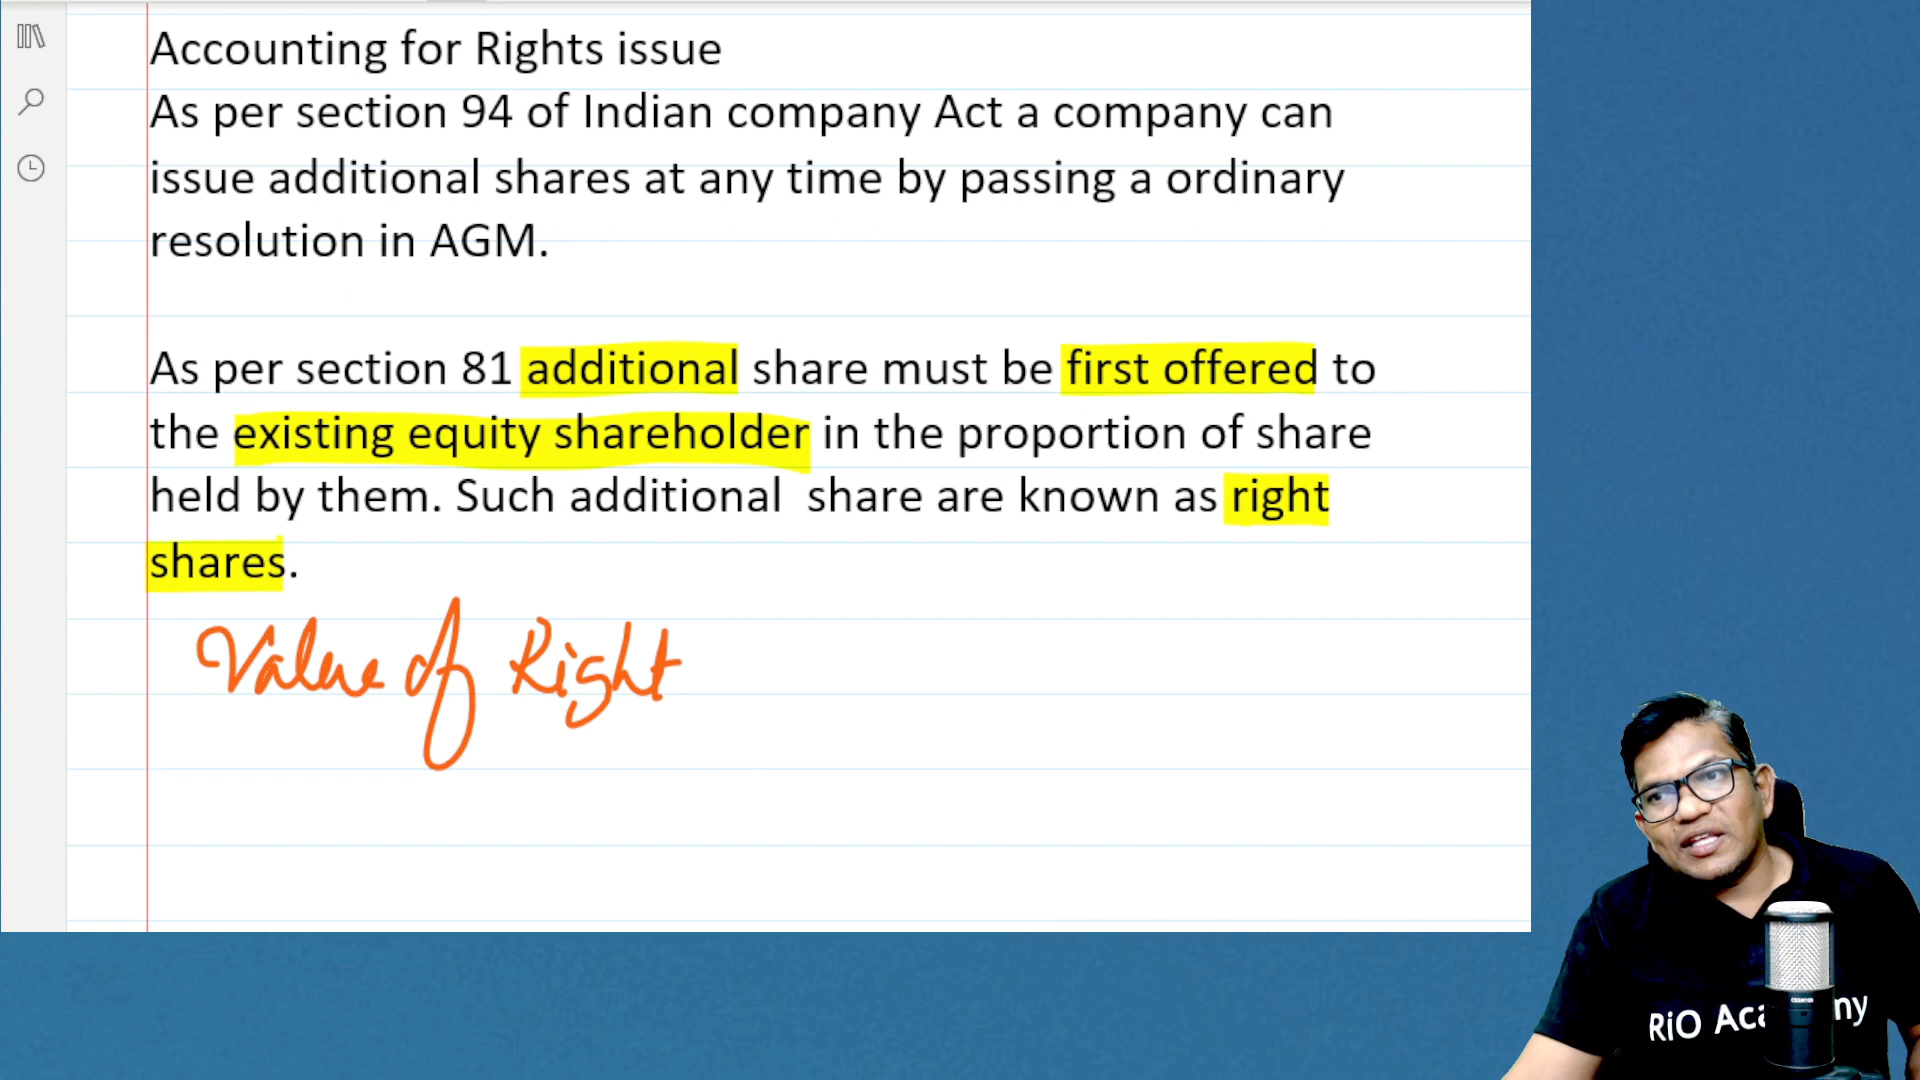 Accounting for Rights issue
As per section 94 of Indian company Act a company can
issue additional shares at any time by passing a ordinary
resolution in AGM.
As per section 81 additional share must be first offered to
the existing equity shareholder in the proportion of share
held by them. Such additional share are known as right
shares.
Value of Right
RiO Aca ny